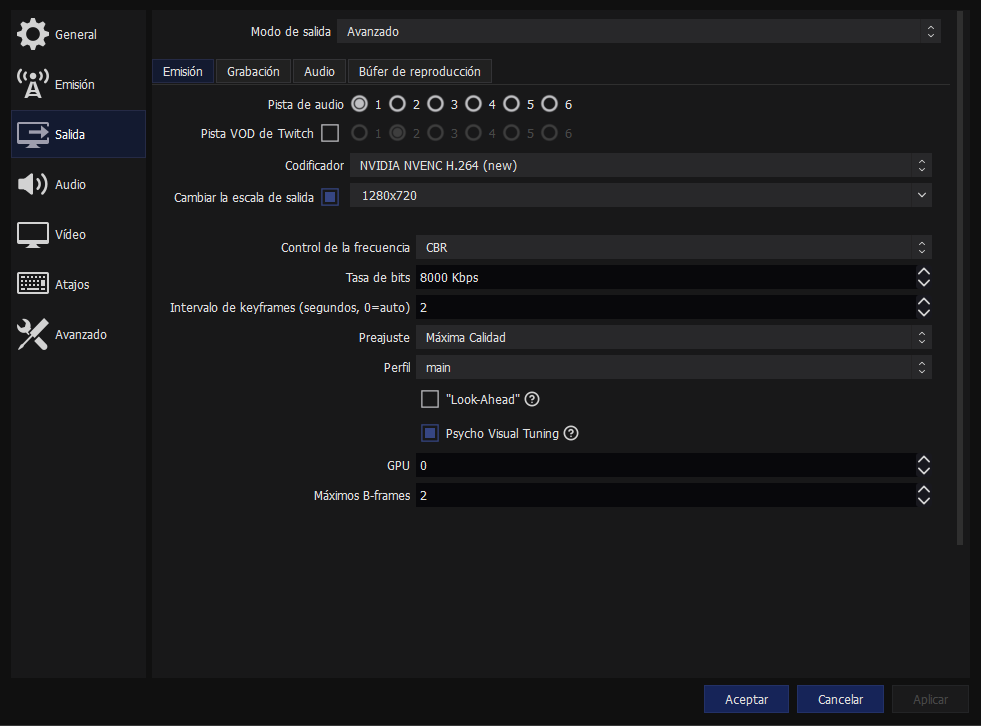 General
Emisión
Salida
Audio
Vídeo
Atajos
Avanzado
Modo de salida Avanzado
Emisión Grabación Audio Búfer de reproducción
Pista de audio 1 2 3 4 5 6
Pista VOD de Twitch 1 2 3 4 5 6
Codificador NVIDIA NVENC H.264 (new)
Cambiar la escala de salida 1280x720
Control de la frecuencia CBR
Tasa de bits 8000 Kbps
Intervalo de keyframes (segundos, 0=auto) 2
Preajuste Máxima Calidad
Perfil main
"Look-Ahead" ?
Psycho Visual Tuning ?
GPU 0
Máximos B-frames 2
Aceptar Cancelar Aplicar